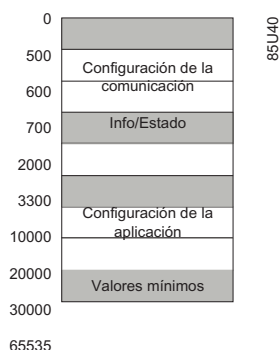 0
85U40
500
Configuración de la
comunicación
600
700
Info/Estado
2000
3300
Configuración de la
aplicación
10000
20000
Valores mínimos
30000
65535